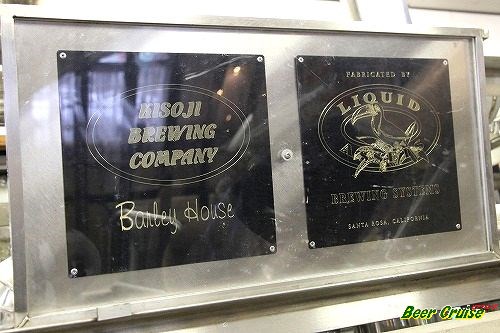 KISOJI
BREWING
COMPANY
Barley House
FABRICATED BY
LIQUID
BREWING SYSTEMS
SANTA ROSA, CALIFORNIA
Beer Cruise